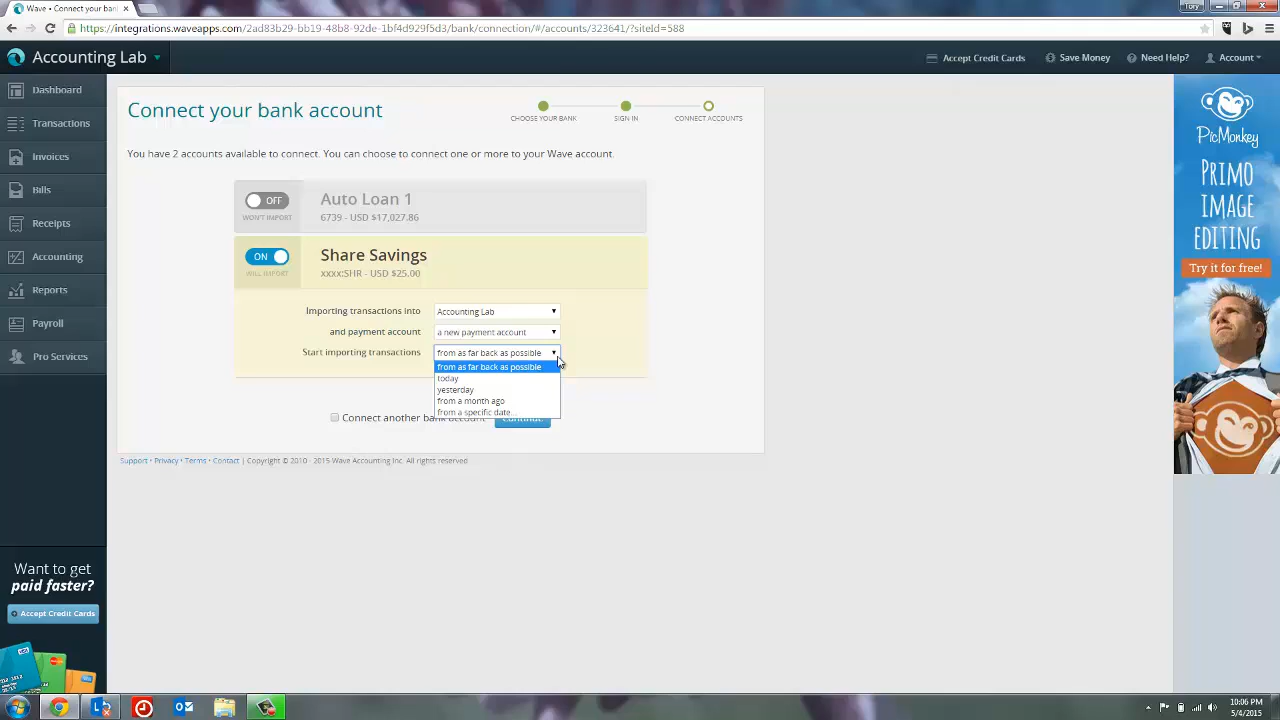 Wave • Connect your ban
Tory
https://integrations.waveapps.com/2ad83b29-bb19-48b8-92de-1bf4d929f5d3/bank/connection/#/accounts/323641/?siteId=588
Accounting Lab
Accept Credit Cards
Save Money
Need Help?
Account
Dashboard
Transactions
Invoices
Bills
Receipts
Accounting
Reports
Payroll
Pro Services
Want to get
paid faster?
Accept Credit Cards
Connect your bank account
CHOOSE YOUR BANK
SIGN IN
CONNECT ACCOUNTS
You have 2 accounts available to connect. You can choose to connect one or more to your Wave account.
OFF
WON'T IMPORT
Auto Loan 1
6739 - USD $17,027.86
ON
WILL IMPORT
Share Savings
xxxx:SHR - USD $25.00
Importing transactions into
Accounting Lab
and payment account
a new payment account
Start importing transactions
from as far back as possible
from as far back as possible
today
yesterday
from a month ago
from a specific date...
Connect another bank account
Continue
Support • Privacy • Terms • Contact | Copyright © 2010 - 2015 Wave Accounting Inc. All rights reserved
PicMonkey
PRIMO
IMAGE
EDITING
Try it for free!
10:06 PM
5/4/2015